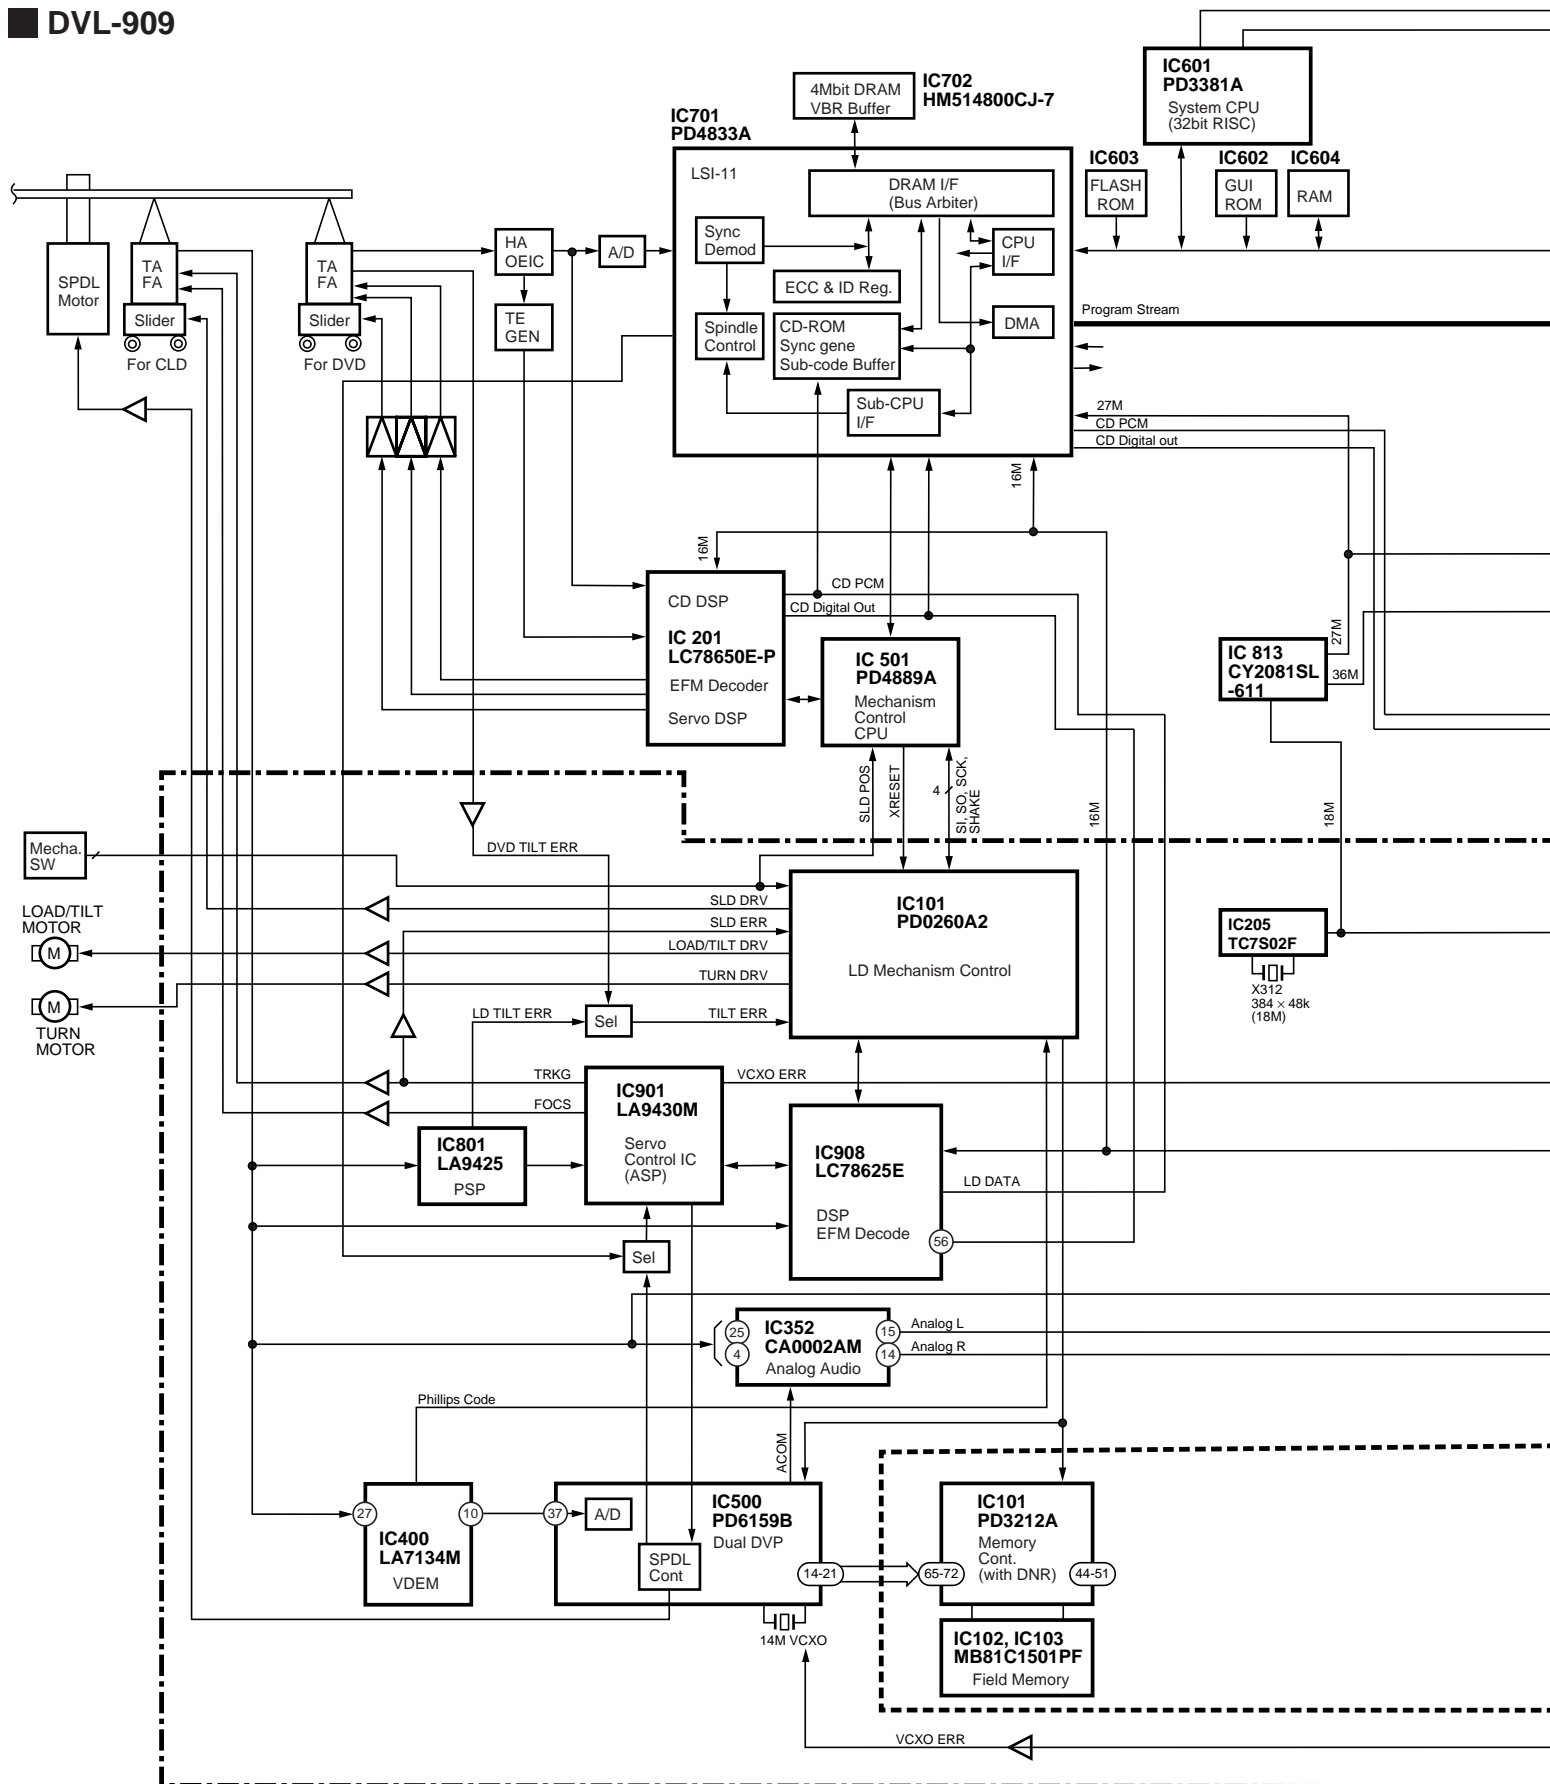 DVL-909
IC601
PD3381A
System CPU
(32bit RISC)
4Mbit DRAM
VBR Buffer
IC702
HM514800CJ-7
IC701
PD4833A
LSI-11
DRAM I/F
(Bus Arbiter)
IC603
FLASH
ROM
IC602
GUI
ROM
IC604
RAM
Sync
Demod
CPU
I/F
ECC & ID Reg.
Spindle
Control
CD-ROM
Sync gene
Sub-code Buffer
DMA
Sub-CPU
I/F
Program Stream
27M
CD PCM
CD Digital out
16M
SPDL
Motor
TA
FA
Slider
For CLD
TA
FA
Slider
For DVD
HA
OEIC
A/D
TE
GEN
16M
CD DSP
IC 201
LC78650E-P
EFM Decoder
Servo DSP
CD PCM
CD Digital Out
IC 501
PD4889A
Mechanism
Control
CPU
27M
IC 813
CY2081SL
-611
36M
SLD POS
XRESET
4
SI, SO, SCK,
SHAKE
16M
18M
Mecha.
SW
DVD TILT ERR
LOAD/TILT
MOTOR
M
M
TURN
MOTOR
SLD DRV
SLD ERR
LOAD/TILT DRV
TURN DRV
LD TILT ERR
Sel
TILT ERR
IC101
PD0260A2
LD Mechanism Control
IC205
TC7S02F
X312
384 × 48k
(18M)
TRKG
FOCS
IC901
LA9430M
Servo
Control IC
(ASP)
VCXO ERR
IC801
LA9425
PSP
IC908
LC78625E
DSP
EFM Decode
56
LD DATA
Sel
25
4
IC352
CA0002AM
Analog Audio
15
14
Analog L
Analog R
Phillips Code
ACOM
27
10
IC400
LA7134M
VDEM
37
A/D
IC500
PD6159B
Dual DVP
SPDL
Cont
14-21
14M VCXO
65-72
IC101
PD3212A
Memory
Cont.
(with DNR)
44-51
IC102, IC103
MB81C1501PF
Field Memory
VCXO ERR